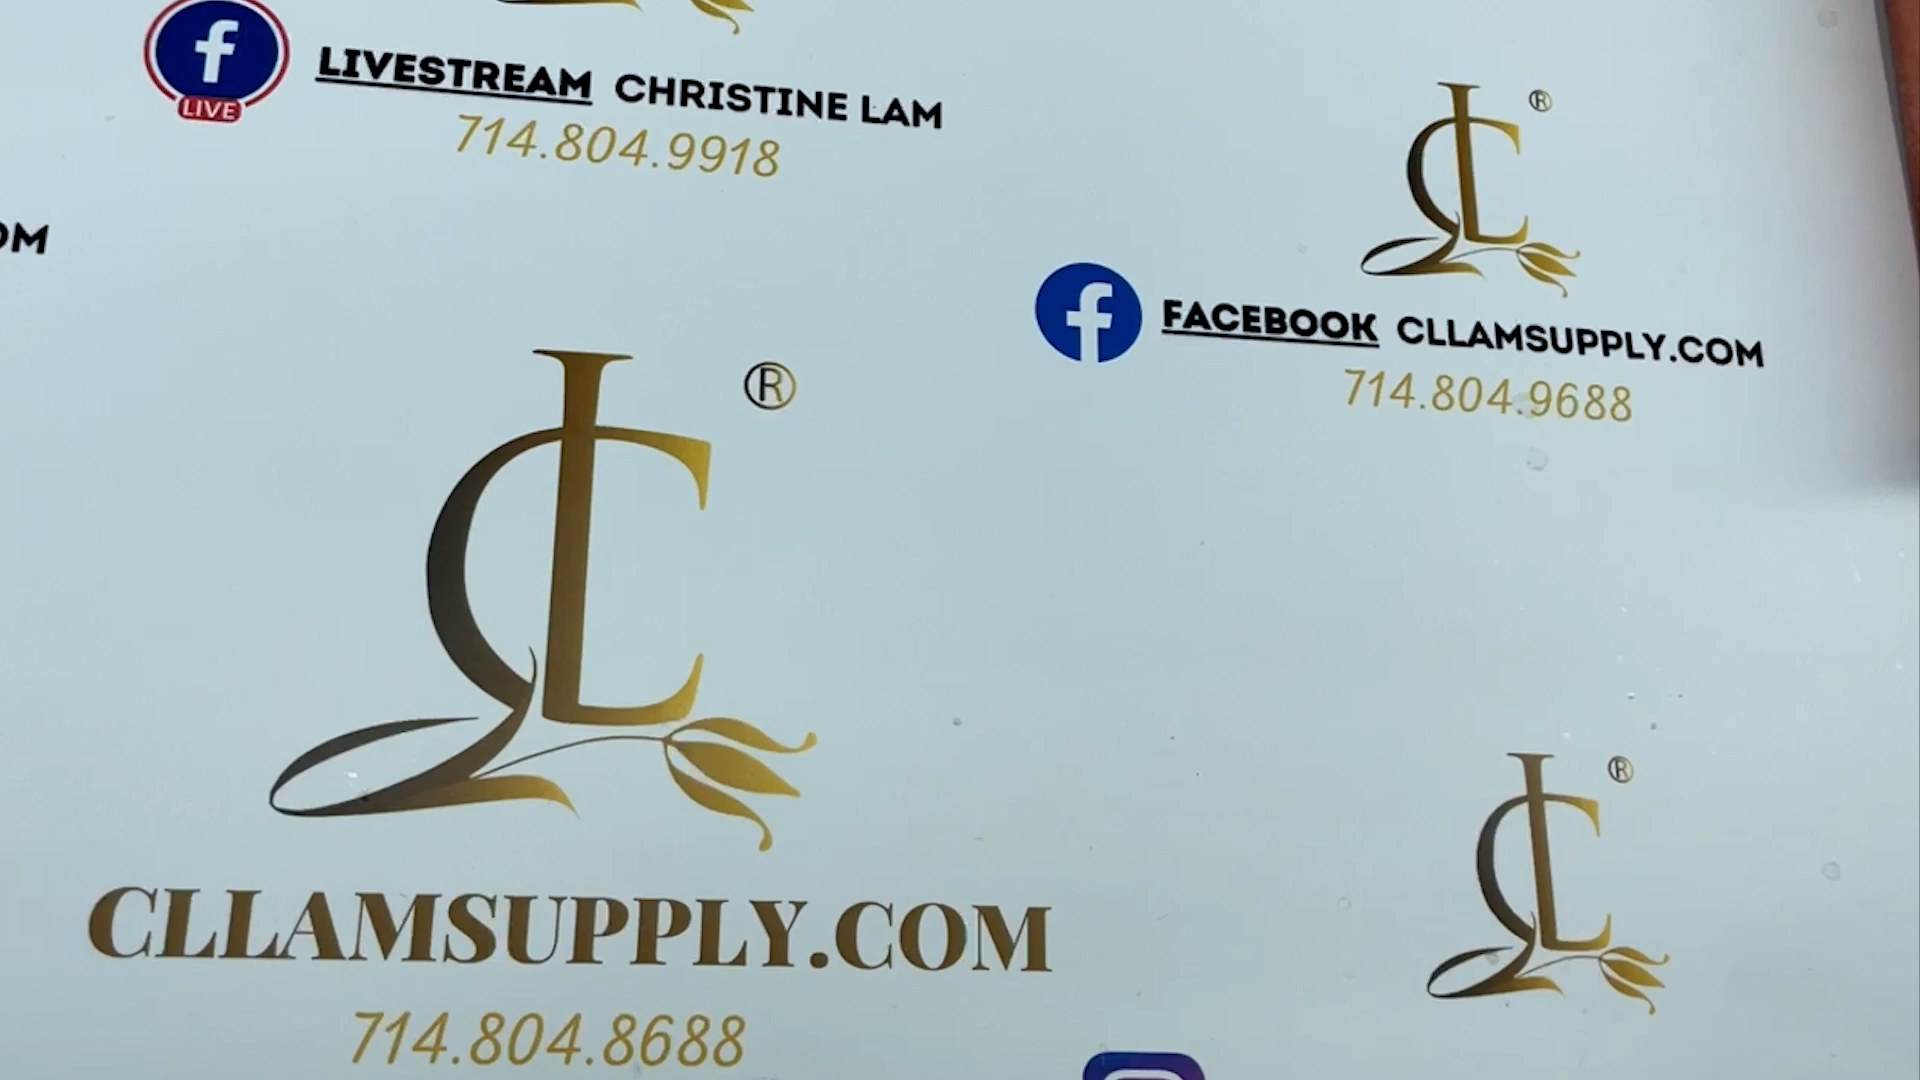 LIVESTREAM CHRISTINE LAM
LIVE
714.804.9918
OM
®
FACEBOOK CLLAMSUPPLY.COM
714.804.9688
®
CLLAMSUPPLY.COM
714.804.8688
®